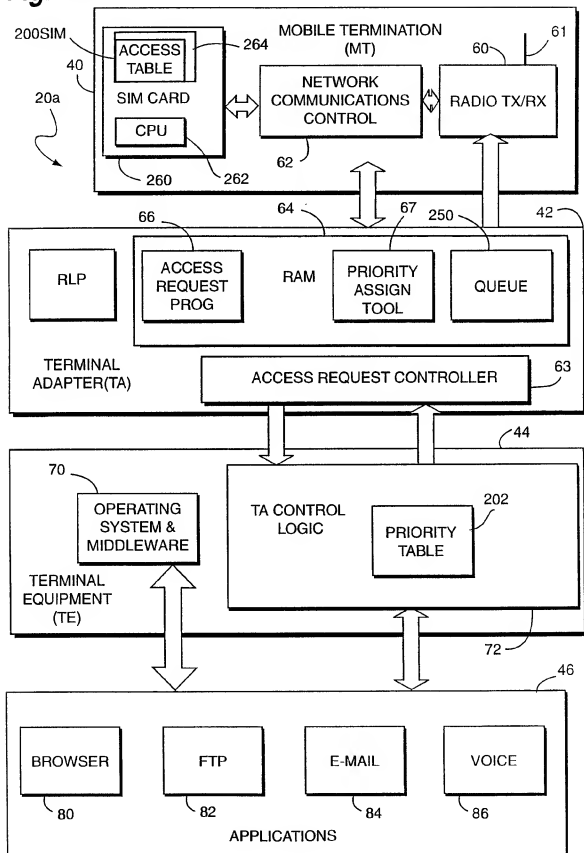 200SIM
264
MOBILE TERMINATION
(MT)
61
60
40
ACCESS
TABLE
SIM CARD
NETWORK
COMMUNICATIONS
CONTROL
RADIO TX/RX
20a
CPU
62
260
262
66
64
67
250
42
RLP
ACCESS
REQUEST
PROG
RAM
PRIORITY
ASSIGN
TOOL
QUEUE
TERMINAL
ADAPTER(TA)
ACCESS REQUEST CONTROLLER
63
44
70
OPERATING
SYSTEM &
MIDDLEWARE
TA CONTROL
LOGIC
202
PRIORITY
TABLE
TERMINAL
EQUIPMENT
(TE)
72
46
BROWSER
FTP
E-MAIL
VOICE
80
82
84
86
APPLICATIONS